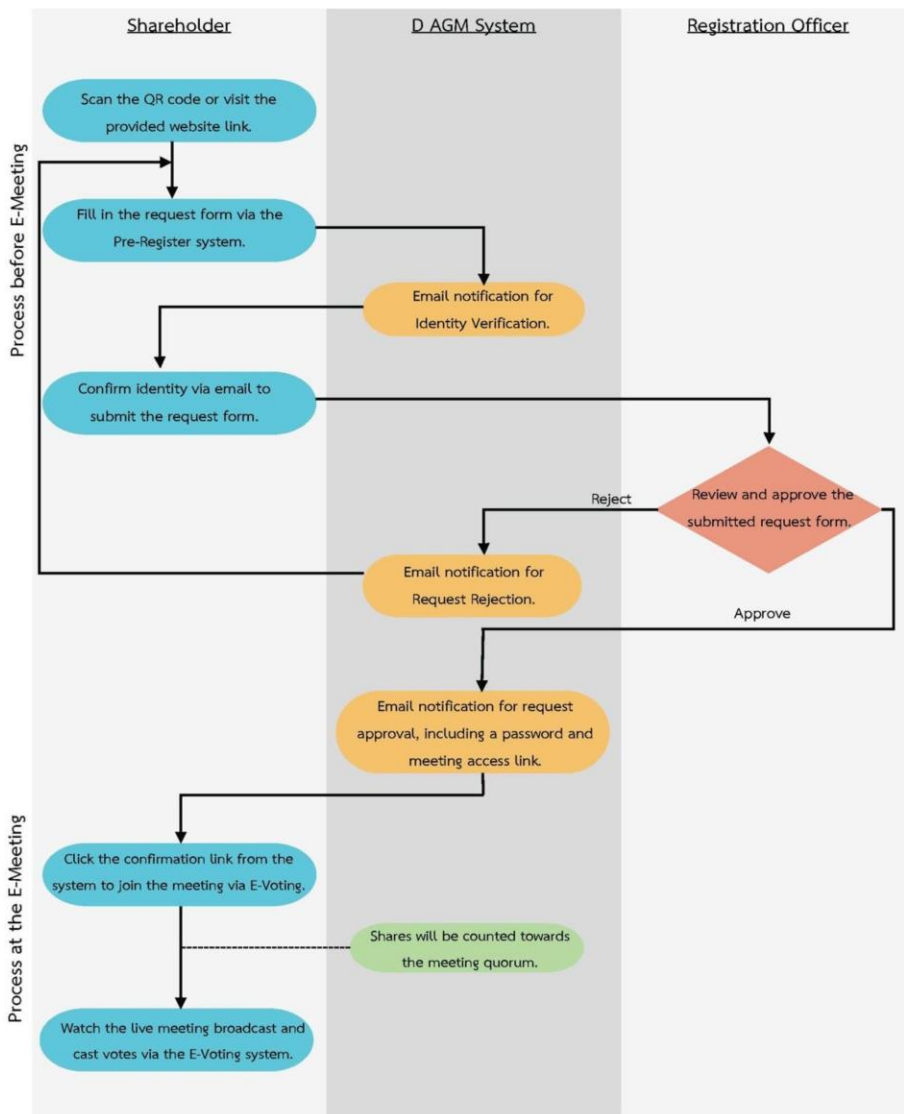 Shareholder
D AGM System
Registration Officer
Process before E-Meeting
Scan the QR code or visit the
provided website link.
Fill in the request form via the
Pre-Register system.
Email notification for
Identity Verification.
Confirm identity via email to
submit the request form.
Review and approve the
submitted request form.
Reject
Email notification for
Request Rejection.
Approve
Email notification for request
approval, including a password and
meeting access link.
Process at the E-Meeting
Click the confirmation link from the
system to join the meeting via E-Voting.
Shares will be counted towards
the meeting quorum.
Watch the live meeting broadcast and
cast votes via the E-Voting system.